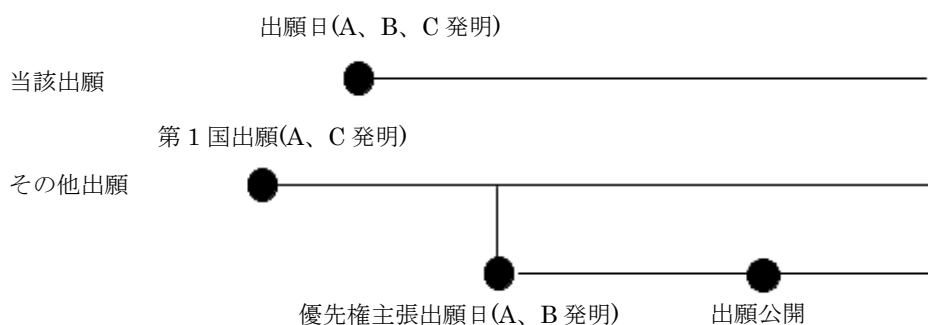 出願日(A、B、C 発明)
当該出願
第 1 国出願(A、C 発明)
その他出願
優先権主張出願日(A、B 発明)
出願公開